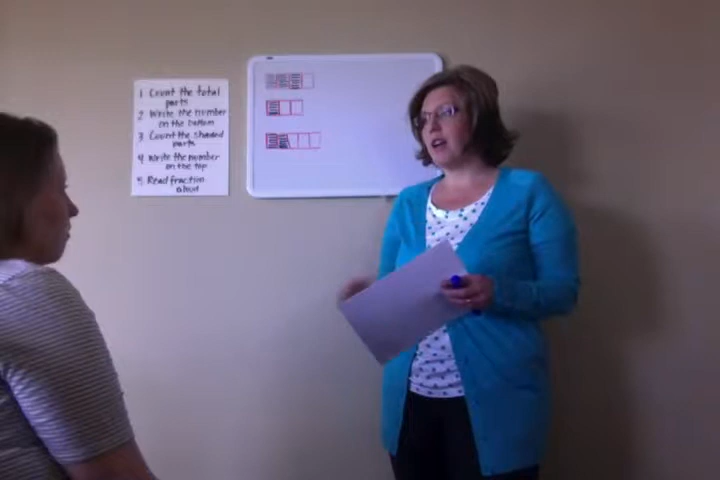 1 Count the total
parts
2 Write the number
on the bottom
3 Count the shaded
parts
4 Write the number
on the top
5 Read fraction
aloud